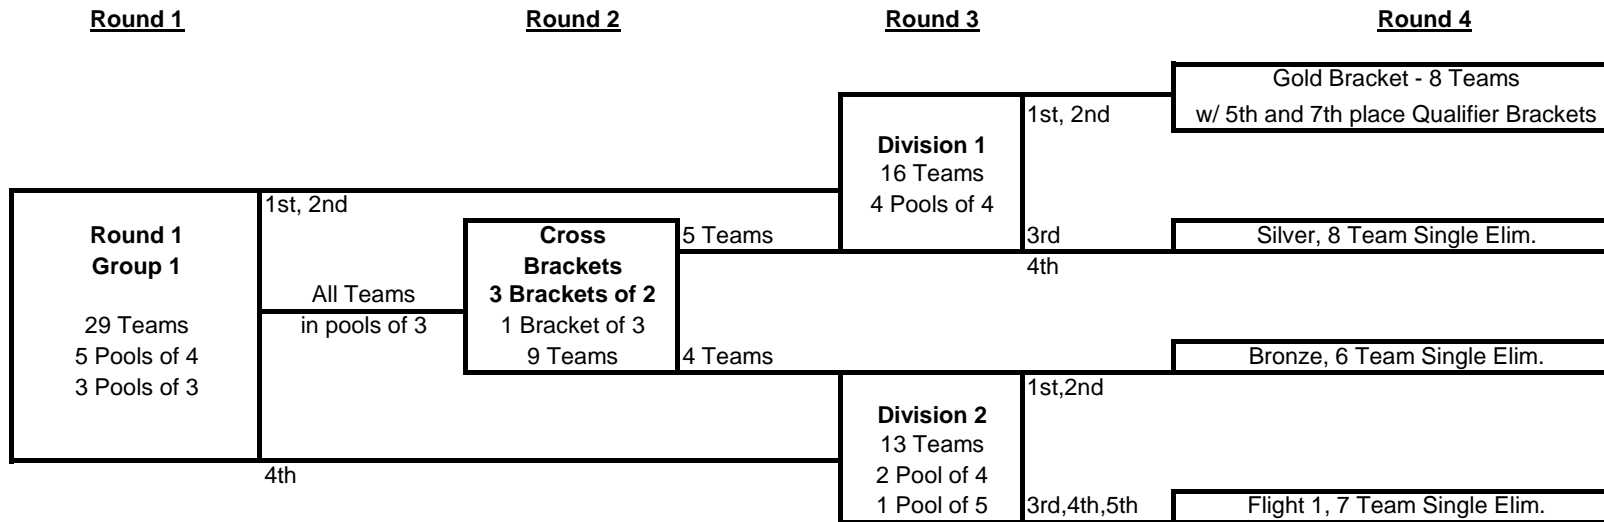 Round 1
Round 2
Round 3
Round 4
Gold Bracket - 8 Teams
w/ 5th and 7th place Qualifier Brackets
1st, 2nd
Division 1
16 Teams
4 Pools of 4
1st, 2nd
Round 1
Group 1
29 Teams
5 Pools of 4
3 Pools of 3
All Teams
in pools of 3
Cross
Brackets
3 Brackets of 2
1 Bracket of 3
9 Teams
5 Teams
3rd
4th
Silver, 8 Team Single Elim.
4 Teams
Bronze, 6 Team Single Elim.
1st,2nd
Division 2
13 Teams
2 Pool of 4
1 Pool of 5
4th
3rd,4th,5th
Flight 1, 7 Team Single Elim.